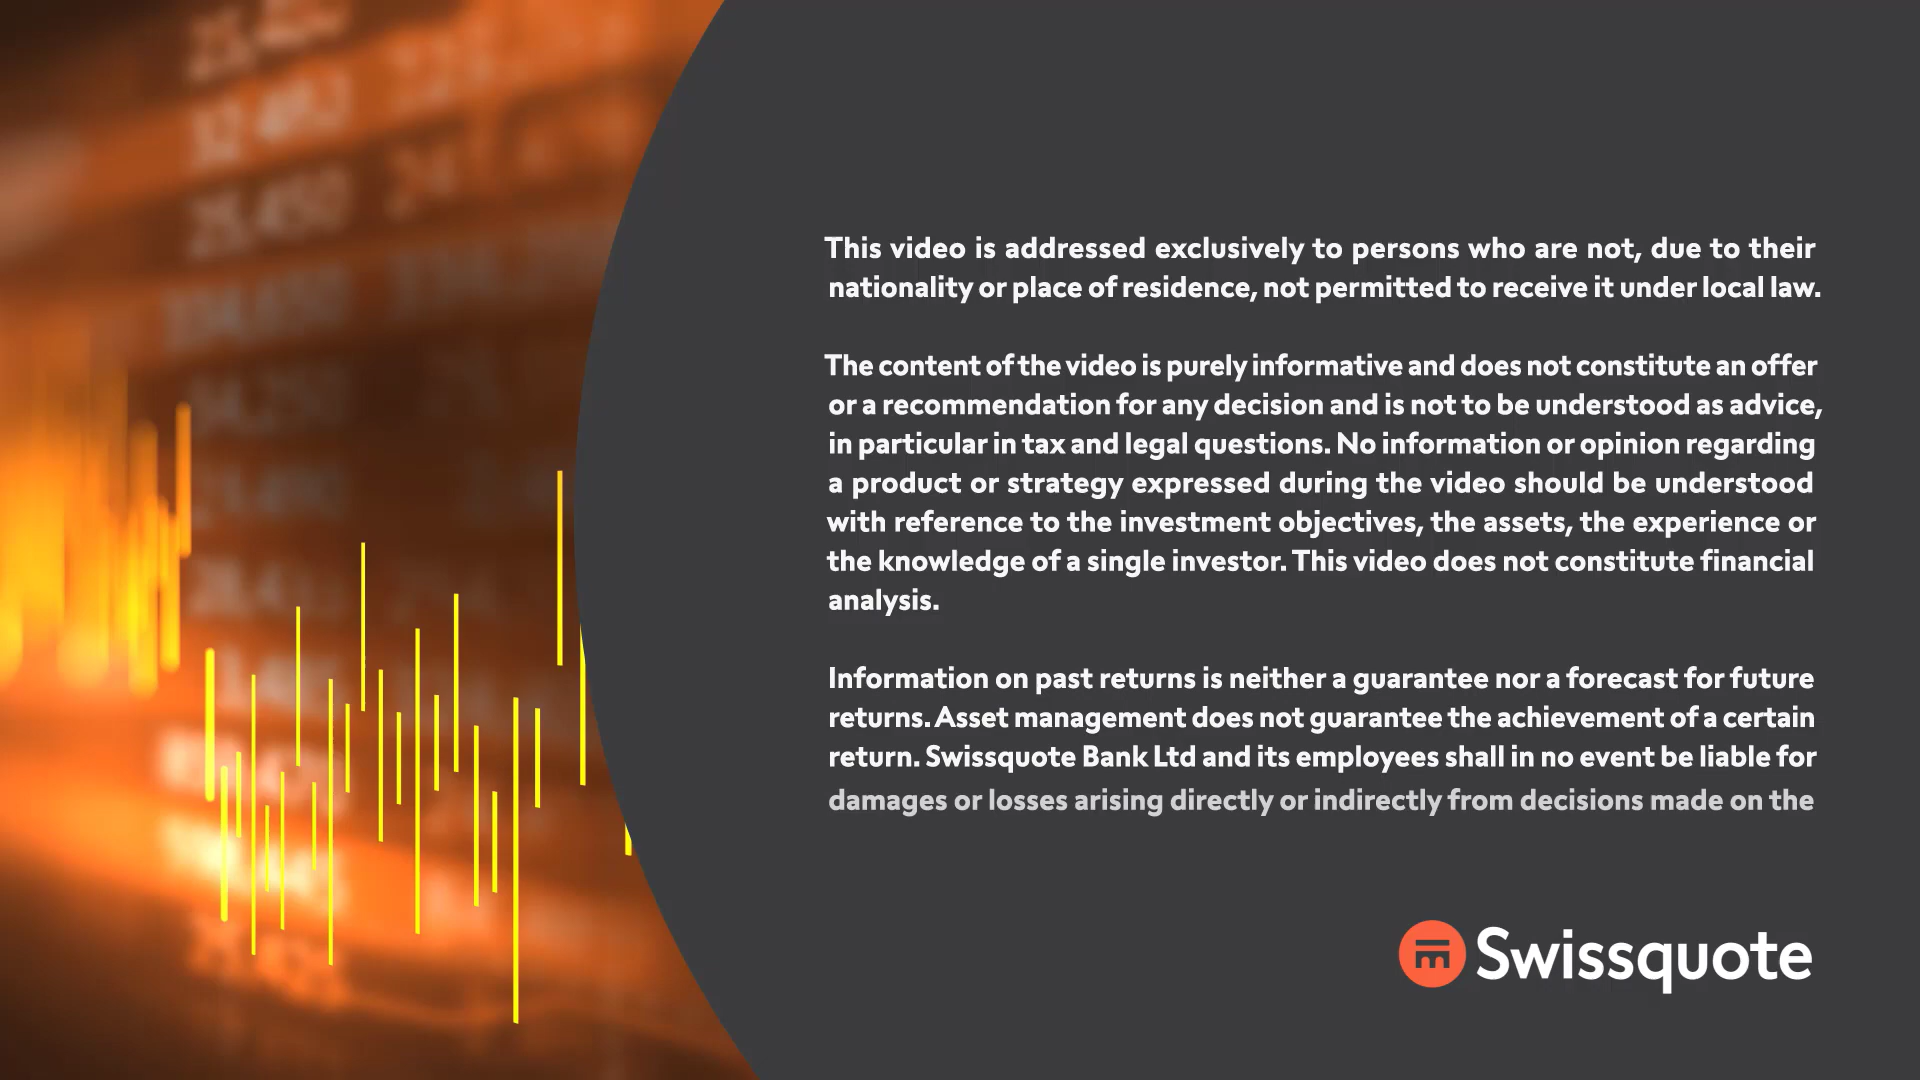 This video is addressed exclusively to persons who are not, due to their
nationality or place of residence, not permitted to receive it under local law.
The content of the video is purely informative and does not constitute an offer
or a recommendation for any decision and is not to be understood as advice,
in particular in tax and legal questions. No information or opinion regarding
a product or strategy expressed during the video should be understood
with reference to the investment objectives, the assets, the experience or
the knowledge of a single investor. This video does not constitute financial
analysis.
Information on past returns is neither a guarantee nor a forecast for future
returns. Asset management does not guarantee the achievement of a certain
return. Swissquote Bank Ltd and its employees shall in no event be liable for
damages or losses arising directly or indirectly from decisions made on the
Swissquote